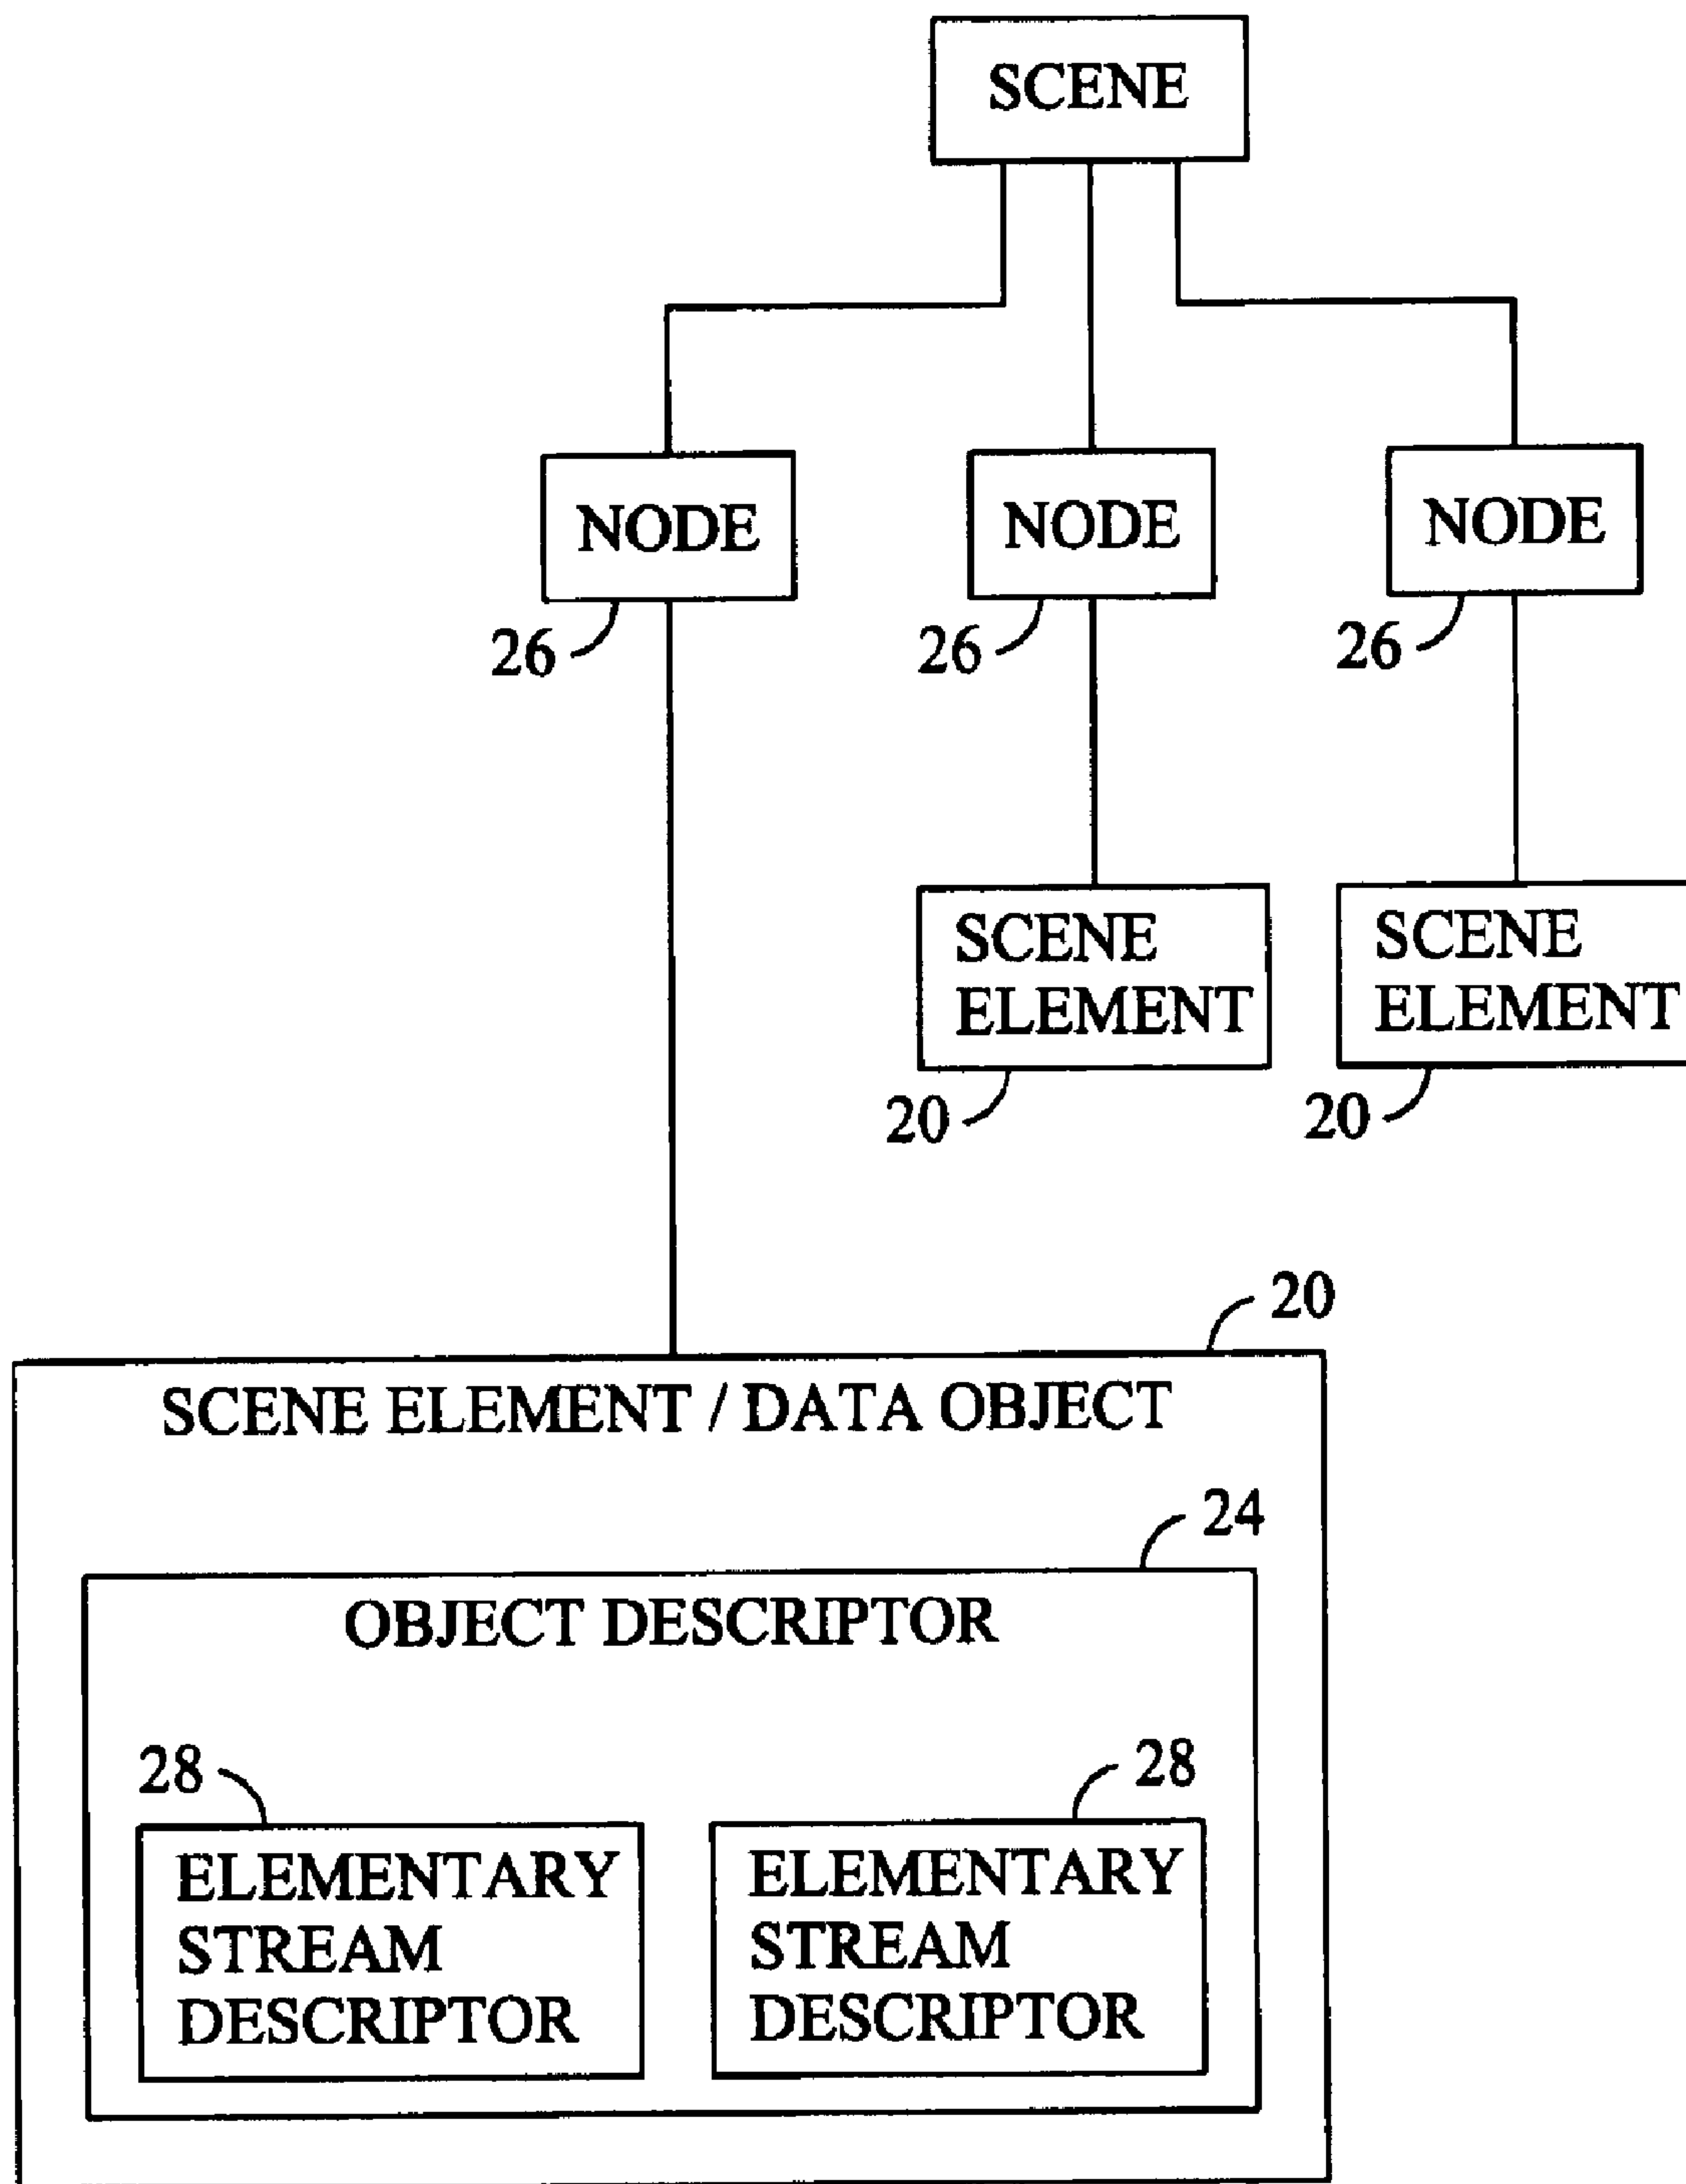 SCENE
NODE
NODE
NODE
26
26
26
SCENE
ELEMENT
SCENE
ELEMENT
20
20
20
SCENE ELEMENT / DATA OBJECT
24
OBJECT DESCRIPTOR
28
28
ELEMENTARY
STREAM
DESCRIPTOR
ELEMENTARY
STREAM
DESCRIPTOR